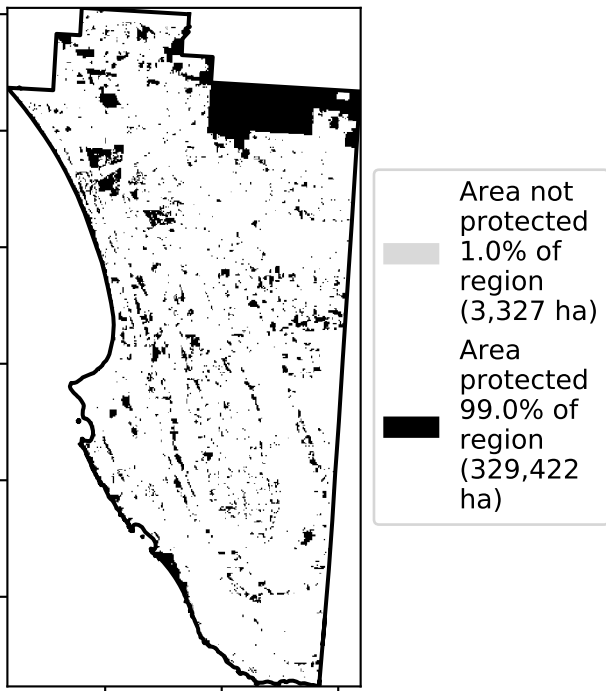 Area not
protected
1.0% of
region
(3,327 ha)
Area
protected
99.0% of
region
(329,422
ha)